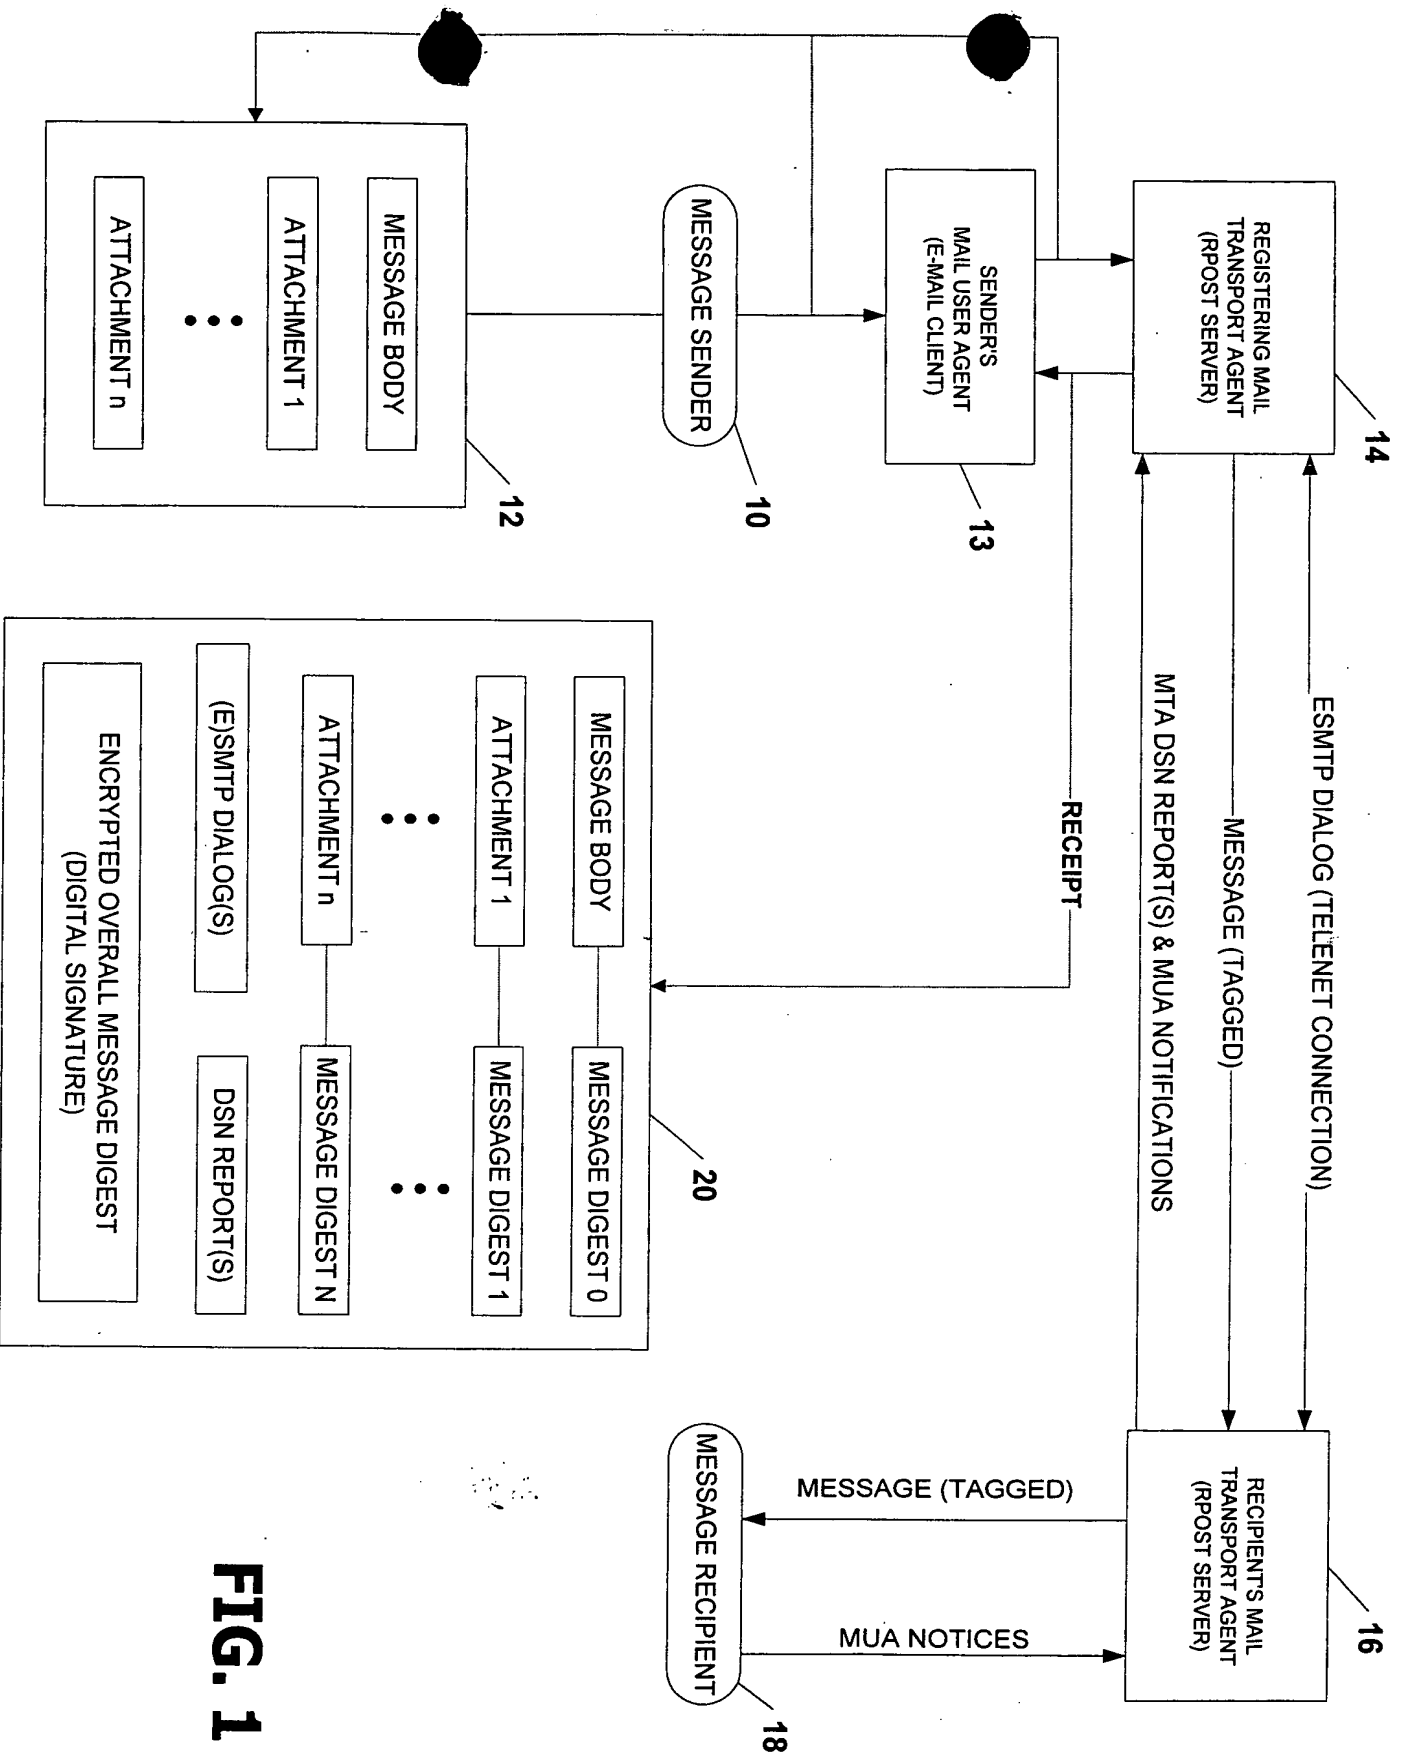 REGISTERING MAIL
TRANSPORT AGENT
(RPOST SERVER)
14
ESMTP DIALOG (TELENET CONNECTION)
MESSAGE (TAGGED)
MTA DSN REPORT(S) & MUA NOTIFICATIONS
RECIPIENT'S MAIL
TRANSPORT AGENT
(RPOST SERVER)
16
SENDER'S
MAIL USER AGENT
(E-MAIL CLIENT)
13
RECEIPT
MESSAGE (TAGGED)
MUA NOTICES
MESSAGE SENDER
10
MESSAGE RECIPIENT
18
MESSAGE BODY
ATTACHMENT 1
ATTACHMENT n
12
20
MESSAGE BODY
MESSAGE DIGEST 0
ATTACHMENT 1
MESSAGE DIGEST 1
ATTACHMENT n
MESSAGE DIGEST N
(E)SMTP DIALOG(S)
DSN REPORT(S)
ENCRYPTED OVERALL MESSAGE DIGEST
(DIGITAL SIGNATURE)
FIG. 1